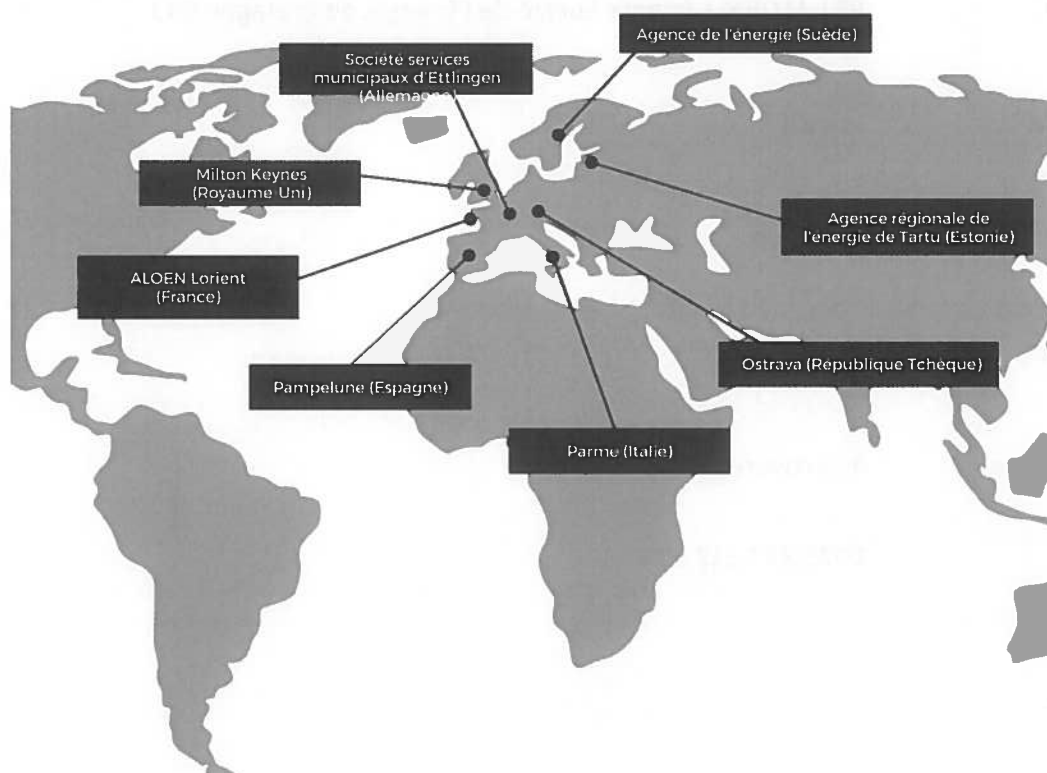 Agence de l'énergie (Suède)
Société services
municipaux d'Ettlingen
(Allemagne)
Milton Keynes
(Royaume-Uni)
Agence régionale de
l'énergie de Tartu (Estonie)
ALOEN Lorient
(France)
Ostrava (République Tchèque)
Pampelune (Espagne)
Parme (Italie)